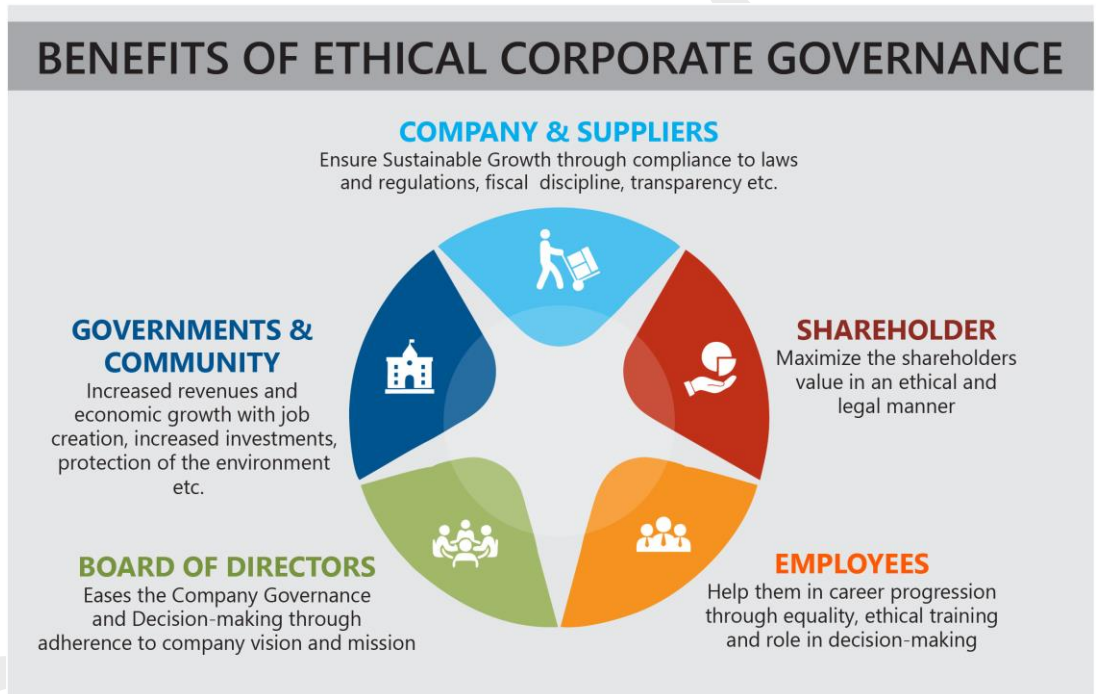 BENEFITS OF ETHICAL CORPORATE GOVERNANCE
COMPANY & SUPPLIERS
Ensure Sustainable Growth through compliance to laws
and regulations, fiscal discipline, transparency etc.
GOVERNMENTS &
COMMUNITY
Increased revenues and
economic growth with job
creation, increased investments,
protection of the environment
etc.
SHAREHOLDER
Maximize the shareholders
value in an ethical and
legal manner
BOARD OF DIRECTORS
Eases the Company Governance
and Decision-making through
adherence to company vision and mission
EMPLOYEES
Help them in career progression
through equality, ethical training
and role in decision-making